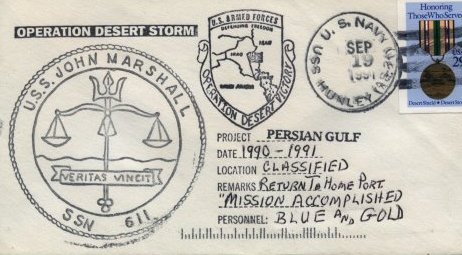 OPERATION DESERT STORM
U.S.S. JOHN MARSHALL
VERITAS VINCIT
SSN 611
U.S. ARMED FORCES
DEFENDING FREEDOM
IRAQ
IRAN
SAUDI ARABIA
OPERATION DESERT VICTORY
U. S. NAVY
SEP
19
1991
USS HUNLEY
Honoring
Those Who Serve
29
Desert Shield · Desert St
PROJECT PERSIAN GULF
DATE 1990 - 1991
LOCATION CLASSIFIED
REMARKS RETURN TO HOME PORT
"MISSION ACCOMPLISHED
PERSONNEL: BLUE AND GOLD